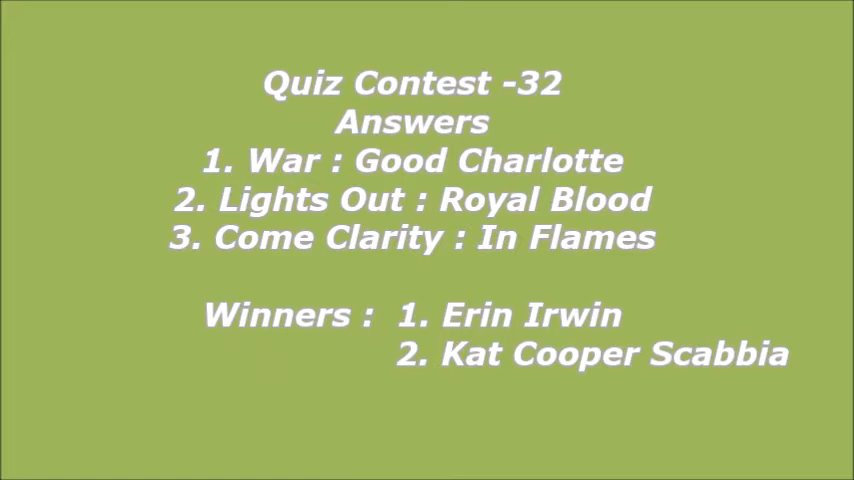 Quiz Contest -32
Answers
1. War : Good Charlotte
2. Lights Out : Royal Blood
3. Come Clarity : In Flames
Winners : 1. Erin Irwin
2. Kat Cooper Scabbia